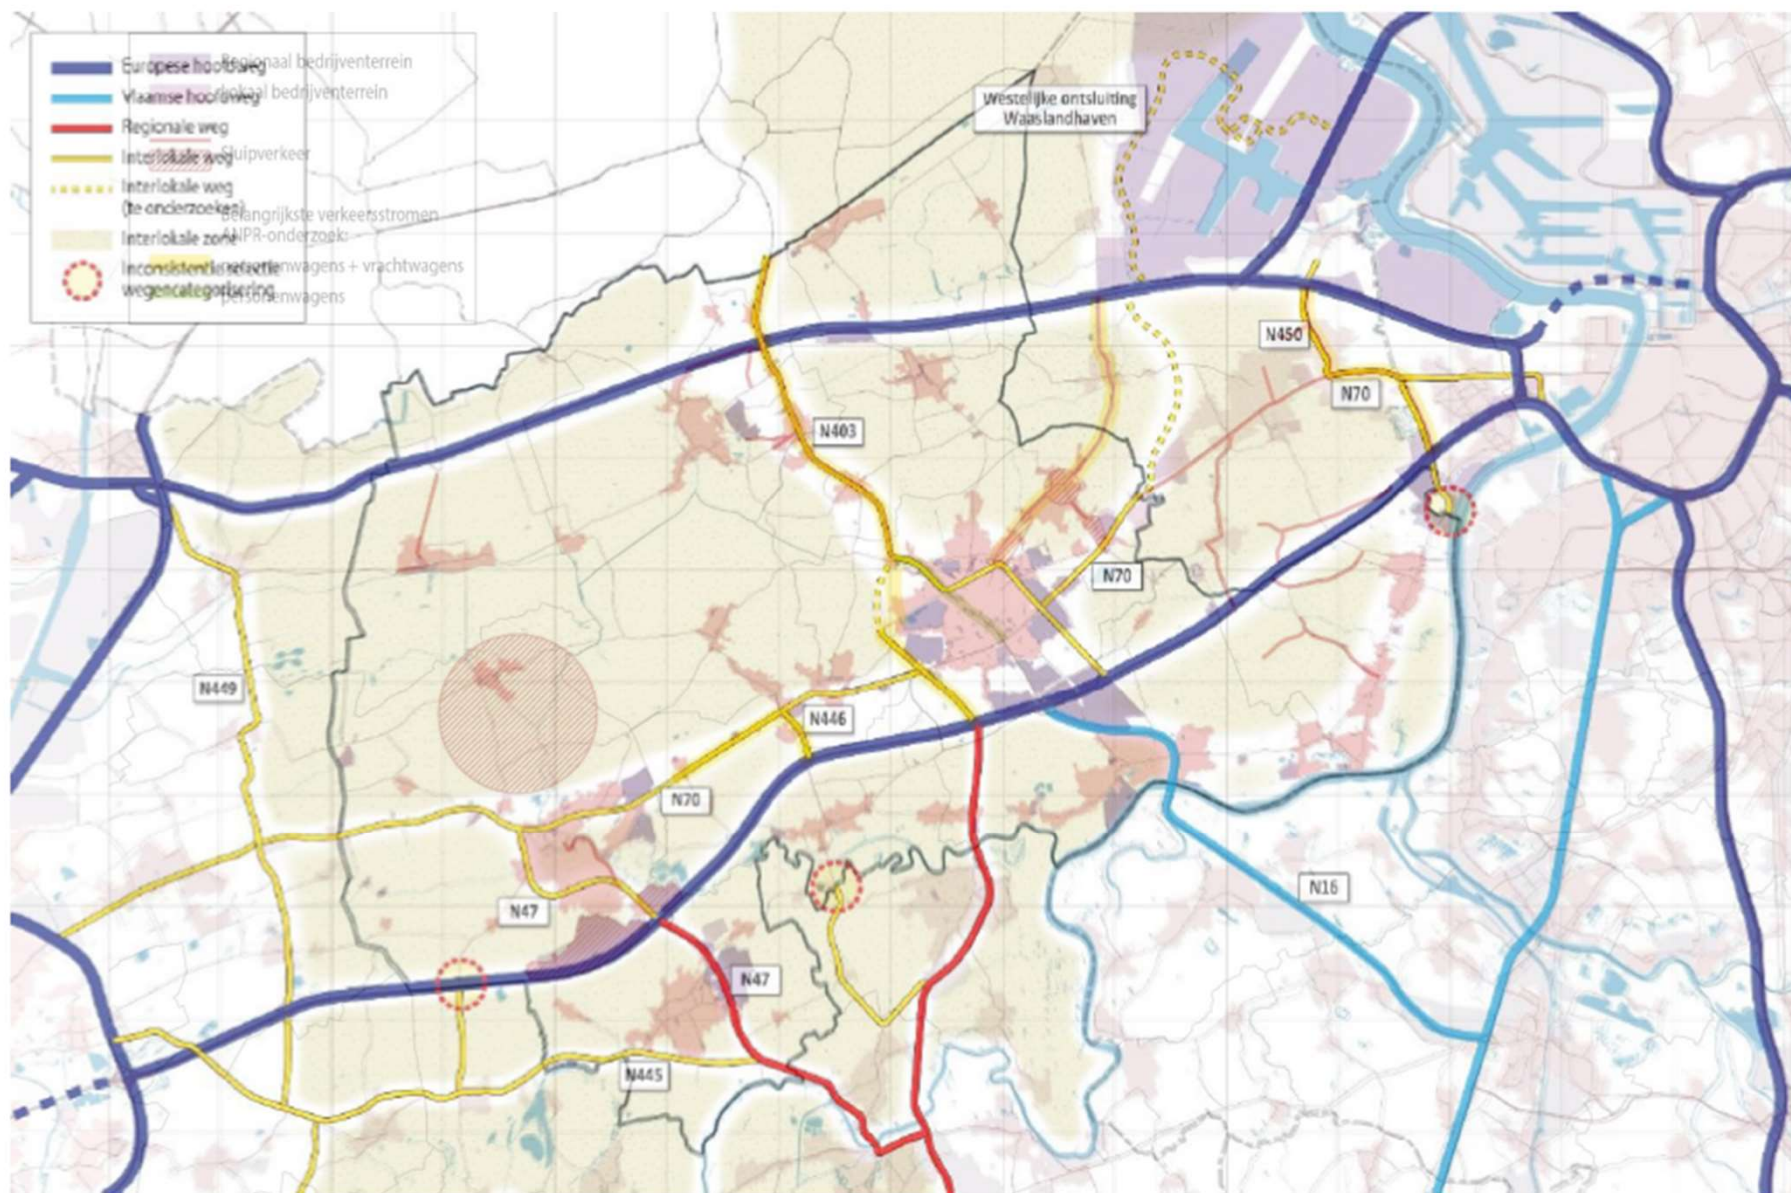 Europese hoofdweg
Regionaal bedrijventerrein
Vlaamse hoofdweg
Lokaal bedrijventerrein
Regionale weg
Interlokale weg
Sluipverkeer
Interlokale weg
(te onderzoeken)
Belangrijkste verkeersstromen
ANPR-onderzoek:
Interlokale zone
Inconsistentie selectie
wegencategorisering
personenwagens + vrachtwagens
personenwagens
Westelijke ontsluiting
Waaslandhaven
N450
N70
N403
N70
N449
N446
N70
N16
N47
N47
N445